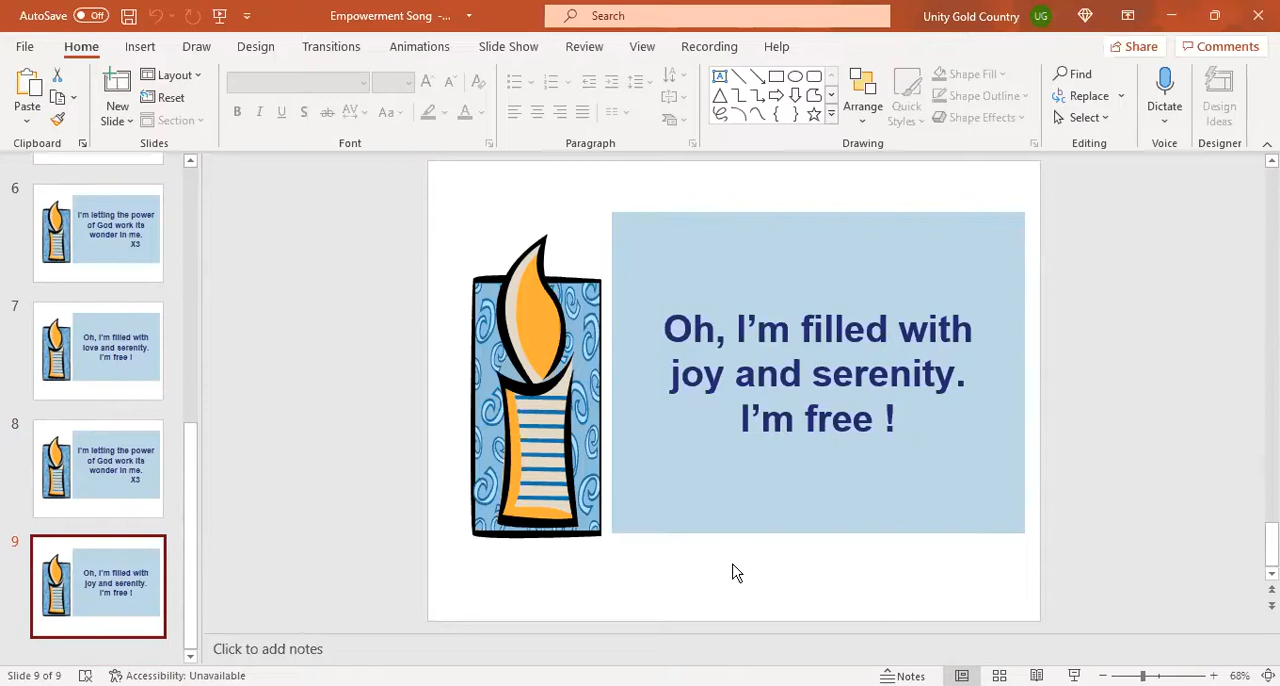 AutoSave Off
Empowerment Song -...
Search
Unity Gold Country UG
File Home Insert Draw Design Transitions Animations Slide Show Review View Recording Help
Share Comments
Paste
Clipboard
New
Slide
Layout
Reset
Section
Slides
B I U S ab AV Aa A
Font
Paragraph
Arrange
Quick
Styles
Shape Fill
Shape Outline
Shape Effects
Drawing
Find
Replace
Select
Editing
Dictate
Voice
Design
Ideas
Designer
6
I'm letting the power
of God work its
wonder in me.
X3
7
Oh, I'm filled with
love and serenity.
I'm free !
8
I'm letting the power
of God work its
wonder in me.
X3
9
Oh, I'm filled with
joy and serenity.
I'm free !
Oh, I’m filled with
joy and serenity.
I’m free !
Click to add notes
Slide 9 of 9
Accessibility: Unavailable
Notes
68%